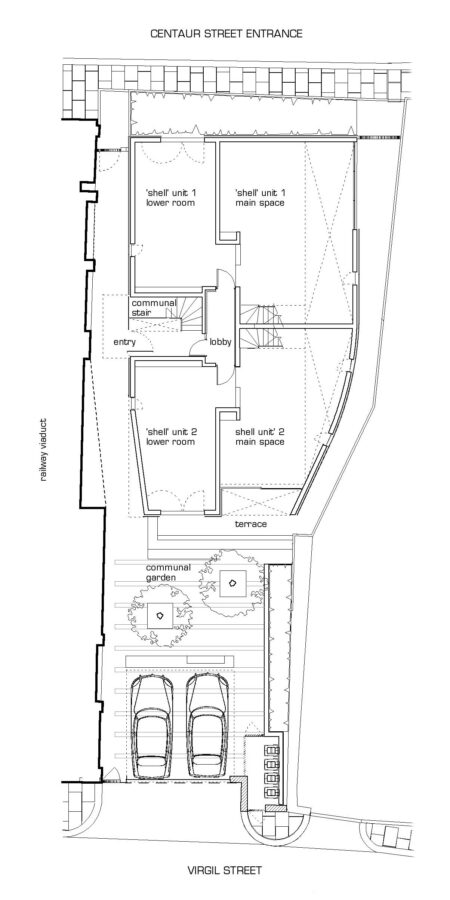 CENTAUR STREET ENTRANCE
'shell' unit 1
lower room
'shell' unit 1
main space
communal
stair
entry
lobby
railway viaduct
'shell' unit 2
lower room
shell unit' 2
main space
terrace
communal
garden
VIRGIL STREET